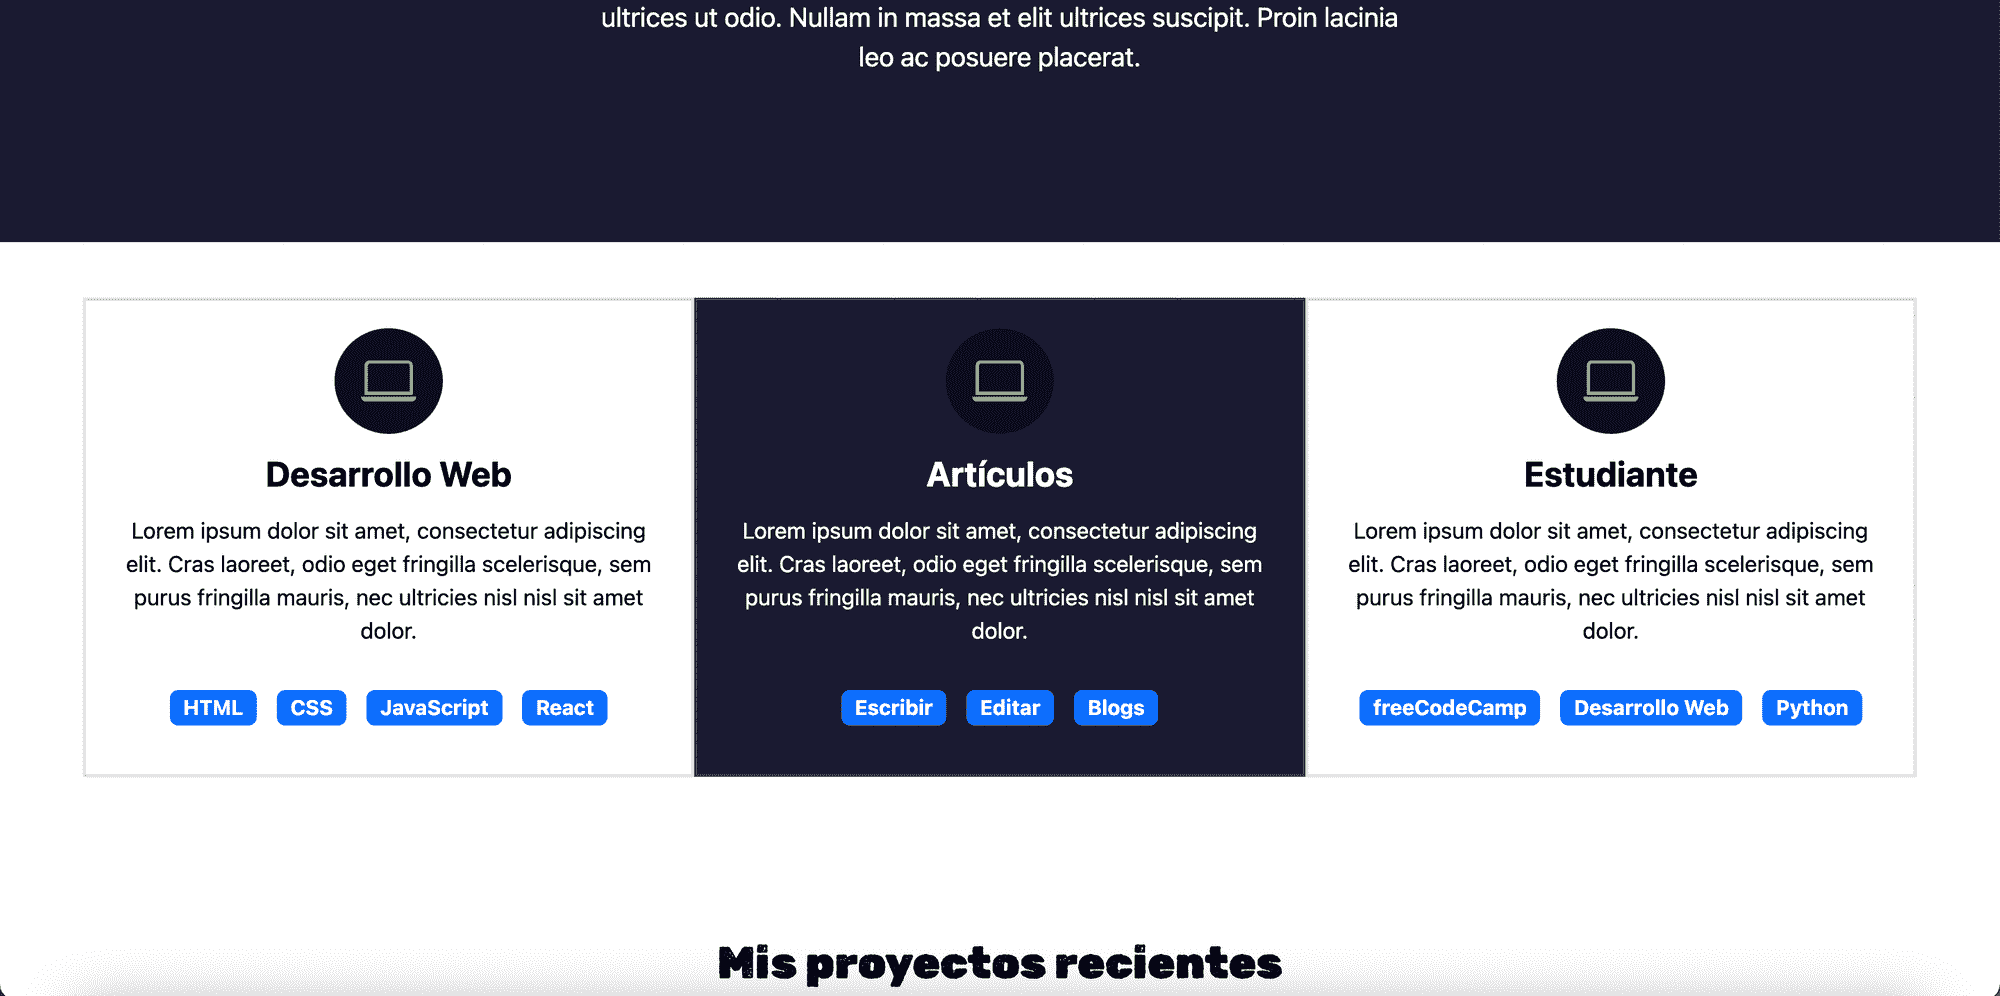 ultrices ut odio. Nullam in massa et elit ultrices suscipit. Proin lacinia
leo ac posuere placerat.
Desarrollo Web
Lorem ipsum dolor sit amet, consectetur adipiscing
elit. Cras laoreet, odio eget fringilla scelerisque, sem
purus fringilla mauris, nec ultricies nisl nisl sit amet
dolor.
HTML CSS JavaScript React
Artículos
Lorem ipsum dolor sit amet, consectetur adipiscing
elit. Cras laoreet, odio eget fringilla scelerisque, sem
purus fringilla mauris, nec ultricies nisl nisl sit amet
dolor.
Escribir Editar Blogs
Estudiante
Lorem ipsum dolor sit amet, consectetur adipiscing
elit. Cras laoreet, odio eget fringilla scelerisque, sem
purus fringilla mauris, nec ultricies nisl nisl sit amet
dolor.
freeCodeCamp Desarrollo Web Python
Mis proyectos recientes